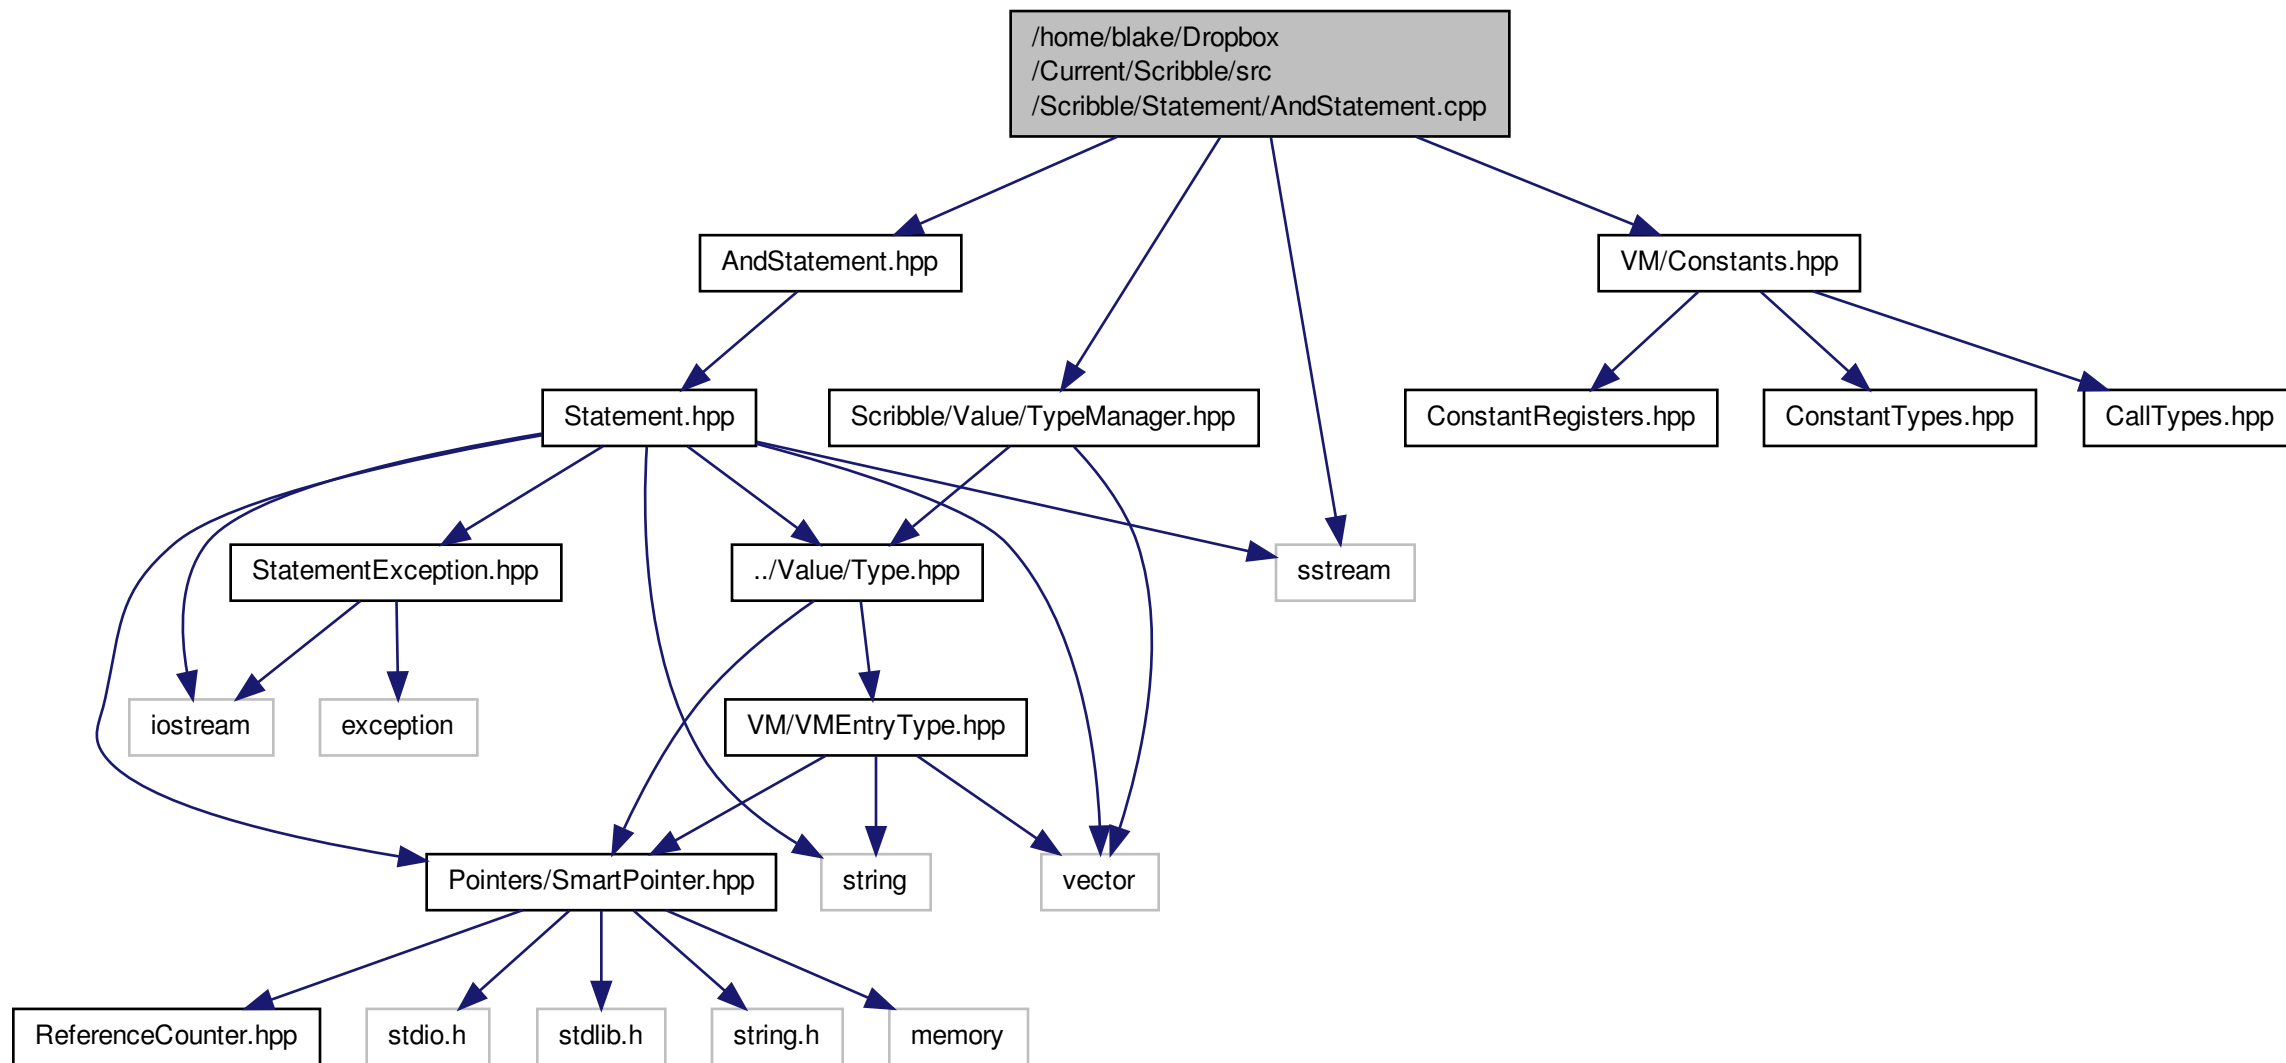 /home/blake/Dropbox
/Current/Scribble/src
/Scribble/Statement/AndStatement.cpp
AndStatement.hpp
VM/Constants.hpp
Statement.hpp
Scribble/Value/TypeManager.hpp
ConstantRegisters.hpp
ConstantTypes.hpp
CallTypes.hpp
StatementException.hpp
../Value/Type.hpp
sstream
iostream
exception
VM/VMEntryType.hpp
Pointers/SmartPointer.hpp
string
vector
ReferenceCounter.hpp
stdio.h
stdlib.h
string.h
memory